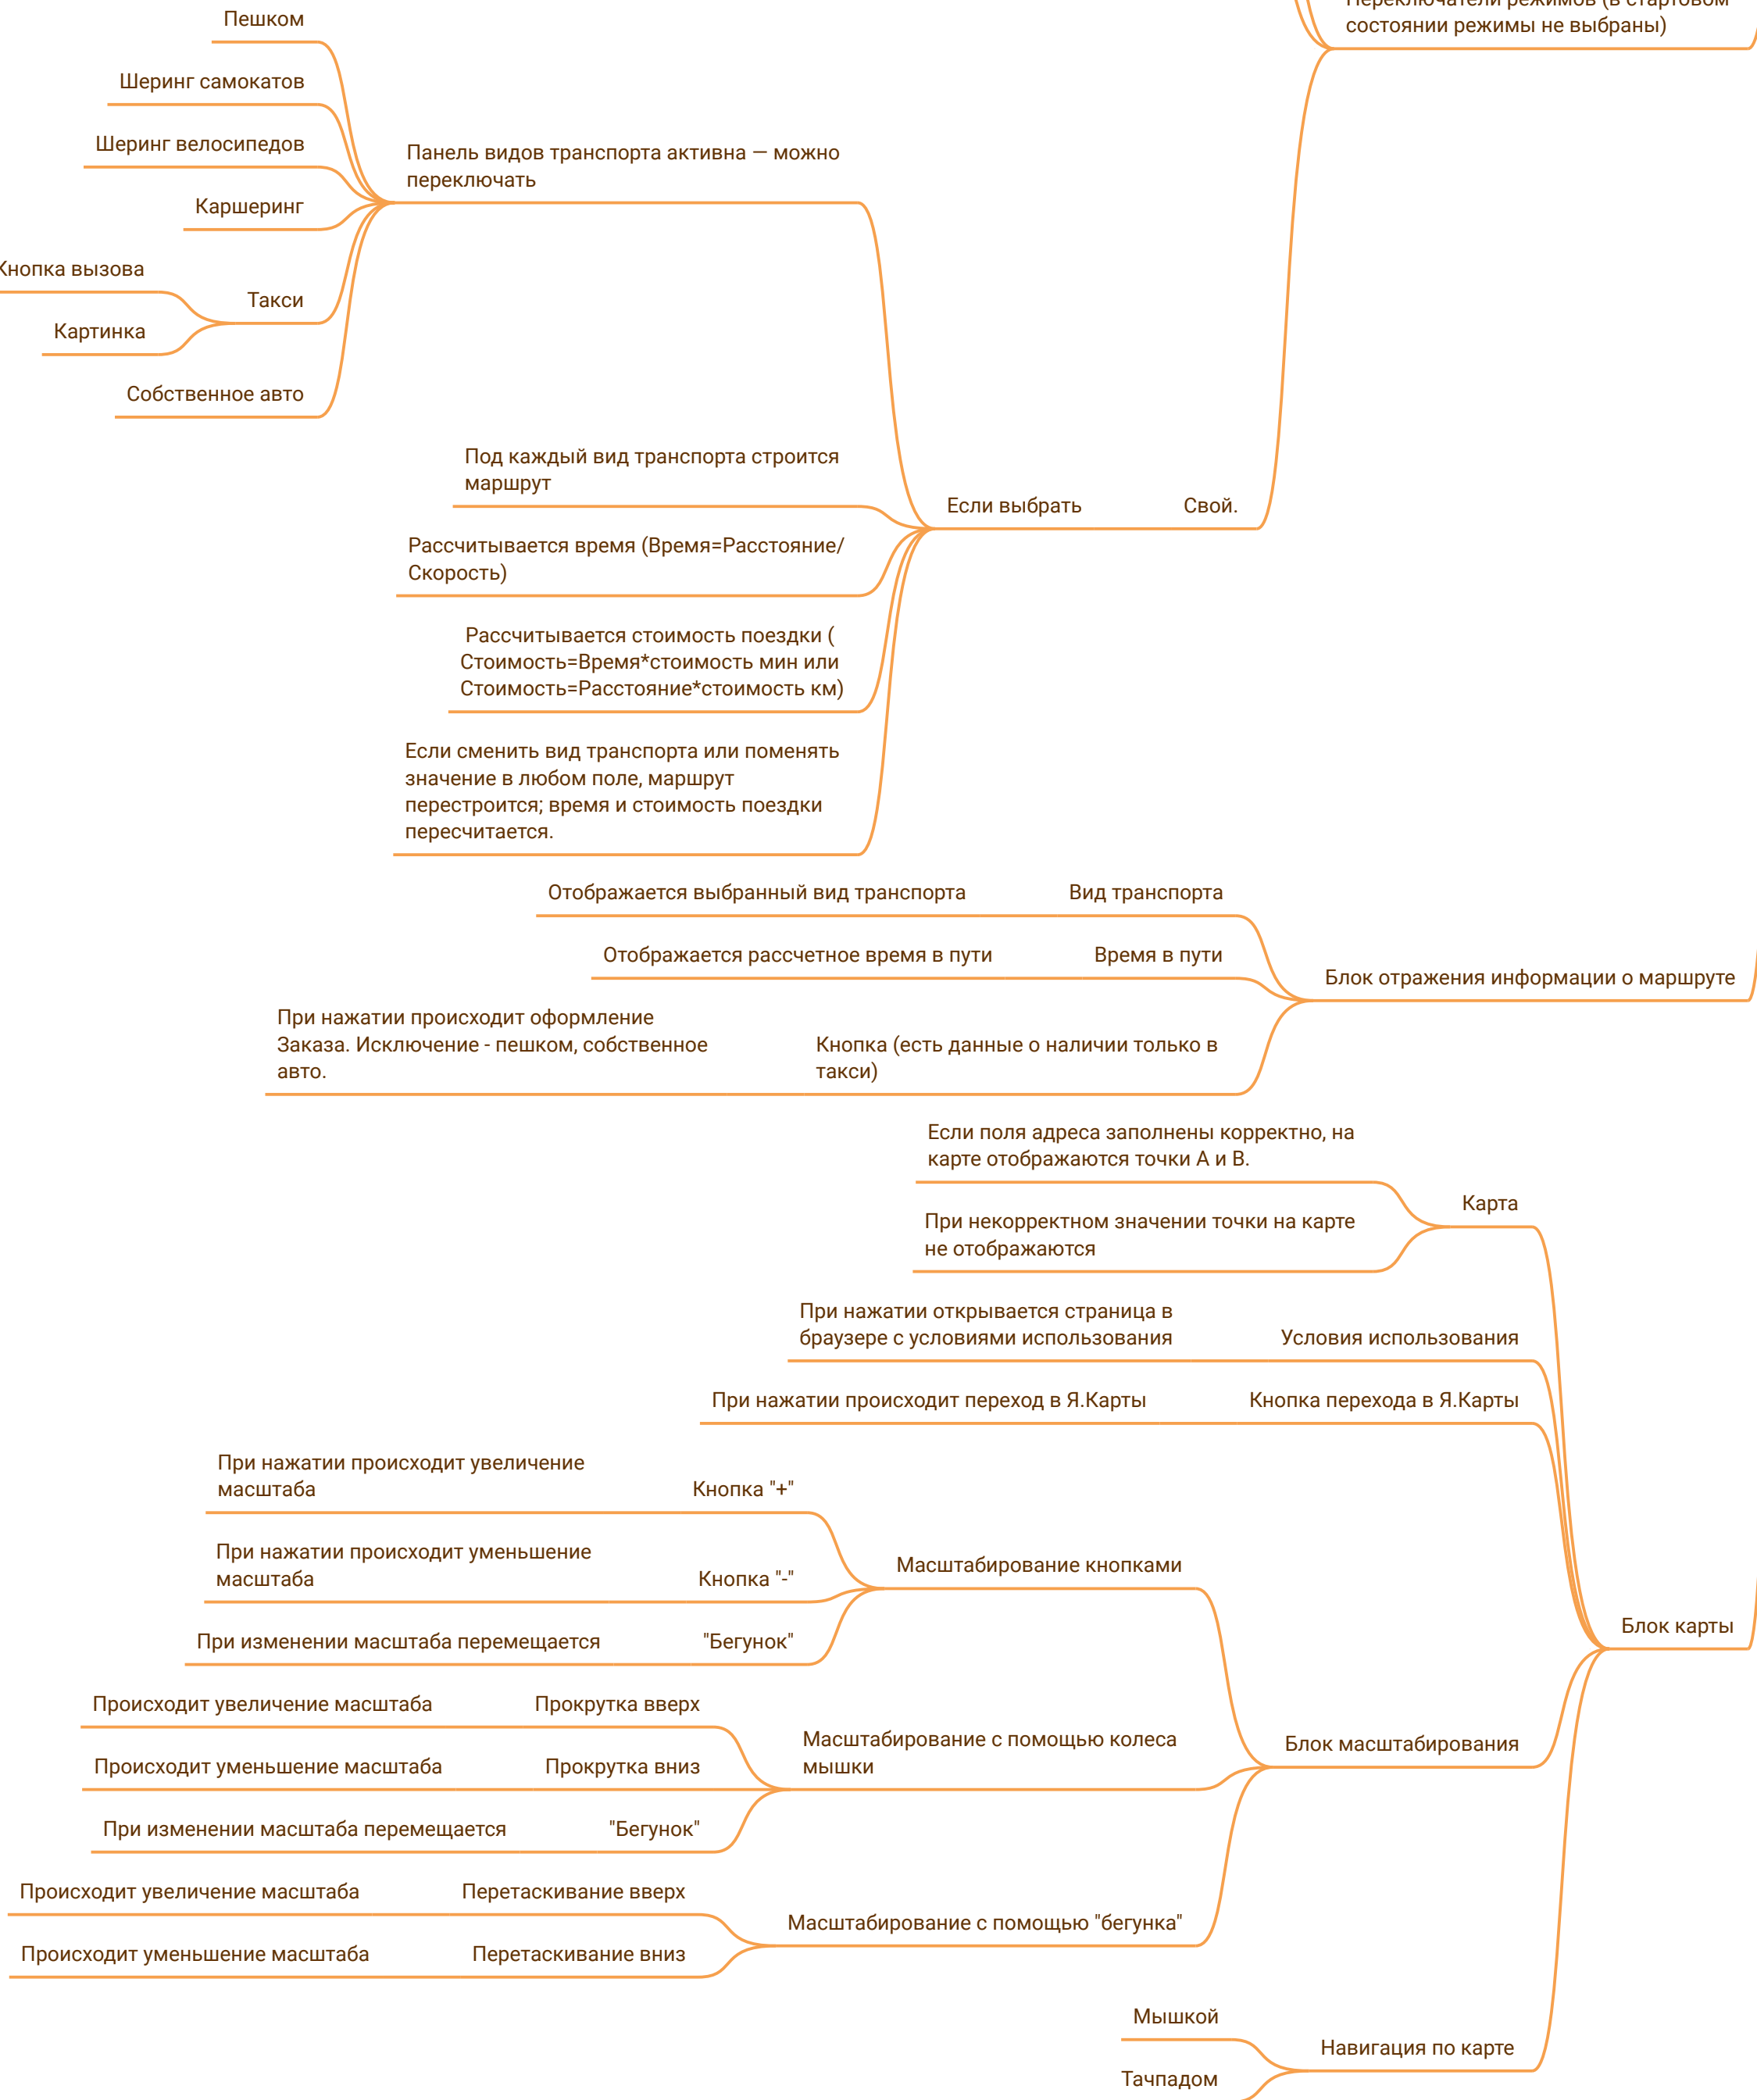 Переключатели режимов (в стартовом
состоянии режимы не выбраны)
Пешком
Шеринг самокатов
Шеринг велосипедов
Каршеринг
Кнопка вызова
Такси
Картинка
Собственное авто
Панель видов транспорта активна — можно
переключать
Под каждый вид транспорта строится
маршрут
Если выбрать
Свой.
Рассчитывается время (Время=Расстояние/
Скорость)
Рассчитывается стоимость поездки (
Стоимость=Время*стоимость мин или
Стоимость=Расстояние*стоимость км)
Если сменить вид транспорта или поменять
значение в любом поле, маршрут
перестроится; время и стоимость поездки
пересчитается.
Отображается выбранный вид транспорта
Вид транспорта
Отображается рассчетное время в пути
Время в пути
Блок отражения информации о маршруте
При нажатии происходит оформление
Заказа. Исключение - пешком, собственное
авто.
Кнопка (есть данные о наличии только в
такси)
Если поля адреса заполнены корректно, на
карте отображаются точки А и В.
Карта
При некорректном значении точки на карте
не отображаются
При нажатии открывается страница в
браузере с условиями использования
Условия использования
При нажатии происходит переход в Я.Карты
Кнопка перехода в Я.Карты
При нажатии происходит увеличение
масштаба
Кнопка "+"
При нажатии происходит уменьшение
масштаба
Кнопка "-"
Масштабирование кнопками
При изменении масштаба перемещается
"Бегунок"
Блок карты
Происходит увеличение масштаба
Прокрутка вверх
Масштабирование с помощью колеса
мышки
Блок масштабирования
Происходит уменьшение масштаба
Прокрутка вниз
При изменении масштаба перемещается
"Бегунок"
Происходит увеличение масштаба
Перетаскивание вверх
Масштабирование с помощью "бегунка"
Происходит уменьшение масштаба
Перетаскивание вниз
Мышкой
Навигация по карте
Тачпадом